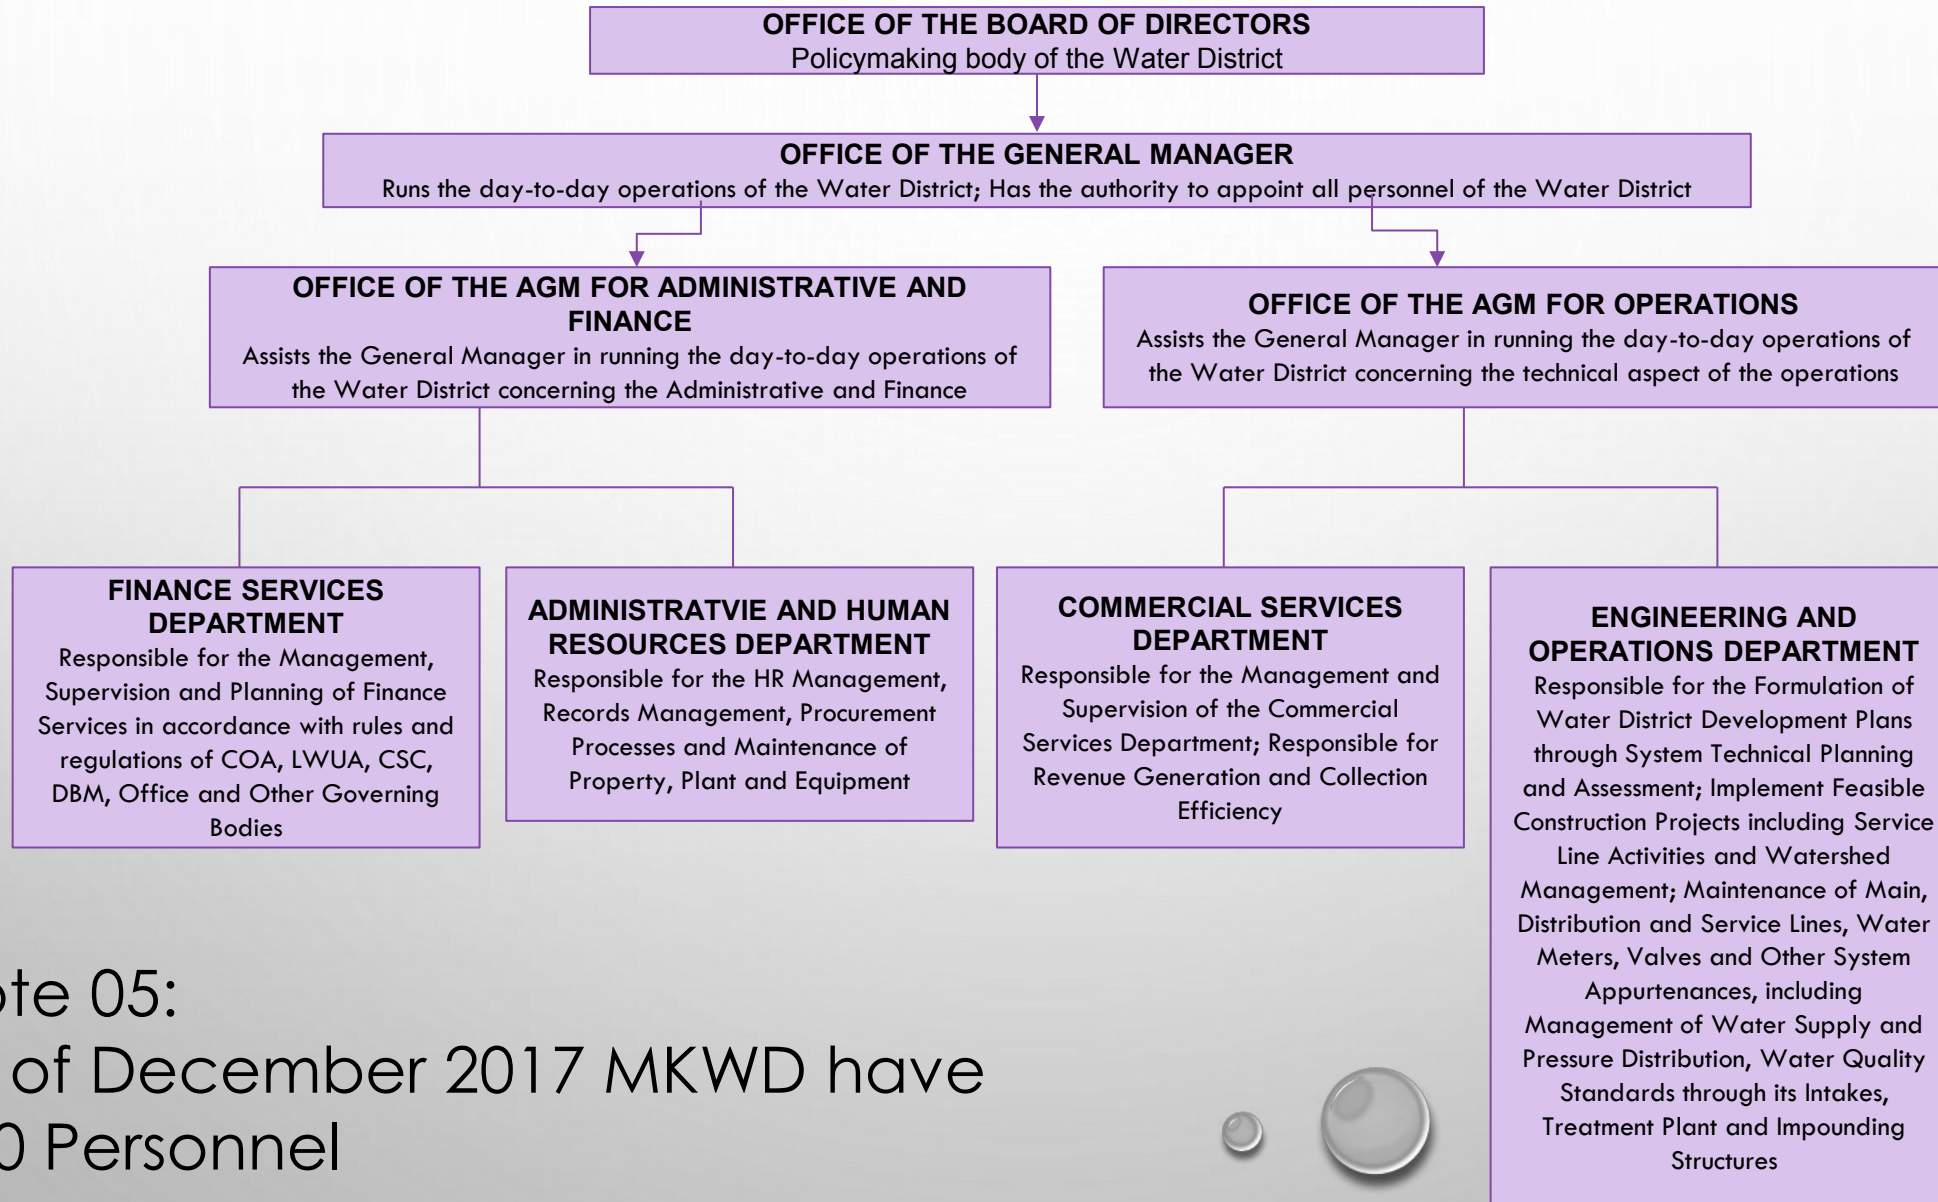 OFFICE OF THE BOARD OF DIRECTORS
Policymaking body of the Water District
OFFICE OF THE GENERAL MANAGER
Runs the day-to-day operations of the Water District; Has the authority to appoint all personnel of the Water District
OFFICE OF THE AGM FOR ADMINISTRATIVE AND
FINANCE
Assists the General Manager in running the day-to-day operations of
the Water District concerning the Administrative and Finance
OFFICE OF THE AGM FOR OPERATIONS
Assists the General Manager in running the day-to-day operations of
the Water District concerning the technical aspect of the operations
FINANCE SERVICES
DEPARTMENT
Responsible for the Management,
Supervision and Planning of Finance
Services in accordance with rules and
regulations of COA, LWUA, CSC,
DBM, Office and Other Governing
Bodies
ADMINISTRATVIE AND HUMAN
RESOURCES DEPARTMENT
Responsible for the HR Management,
Records Management, Procurement
Processes and Maintenance of
Property, Plant and Equipment
COMMERCIAL SERVICES
DEPARTMENT
Responsible for the Management and
Supervision of the Commercial
Services Department; Responsible for
Revenue Generation and Collection
Efficiency
ENGINEERING AND
OPERATIONS DEPARTMENT
Responsible for the Formulation of
Water District Development Plans
through System Technical Planning
and Assessment; Implement Feasible
Construction Projects including Service
Line Activities and Watershed
Management; Maintenance of Main,
Distribution and Service Lines, Water
Meters, Valves and Other System
Appurtenances, including
Management of Water Supply and
Pressure Distribution, Water Quality
Standards through its Intakes,
Treatment Plant and Impounding
Structures
05:
of December 2017 MKWD have
Personnel